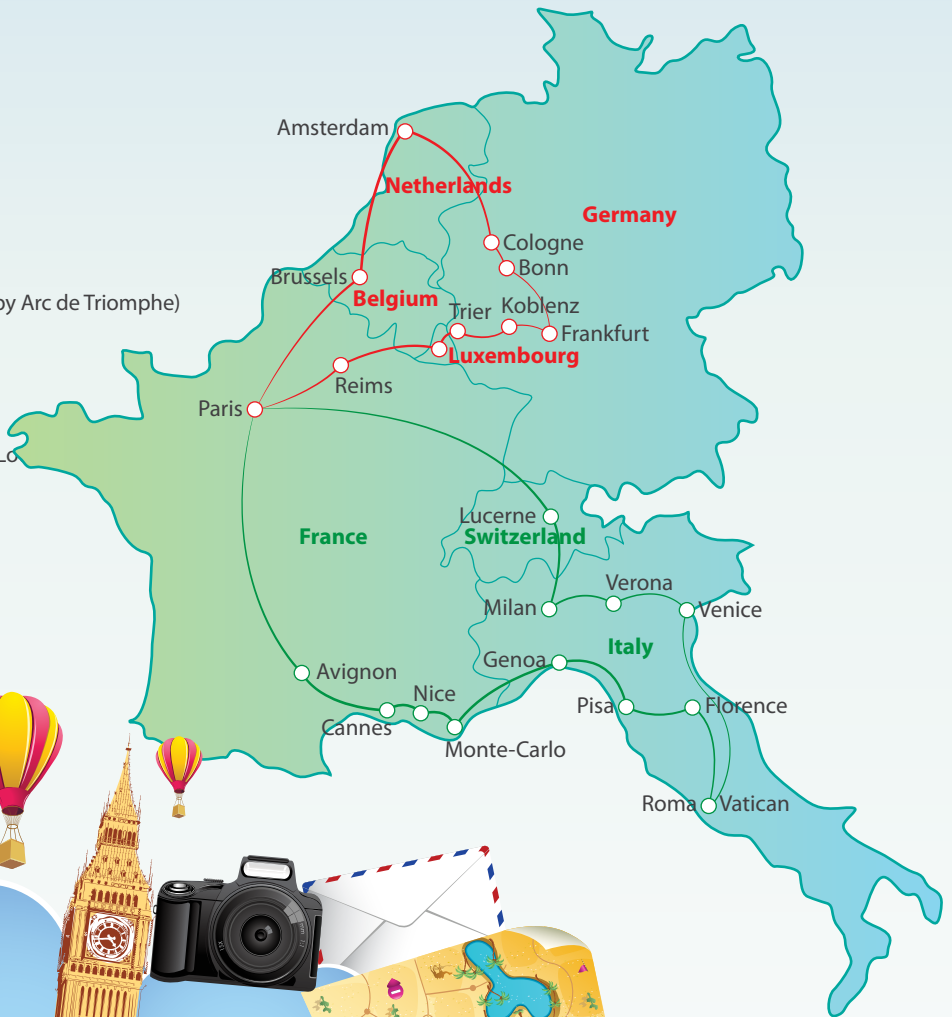 Amsterdam
Netherlands
Germany
Cologne
Brussels
Bonn
Belgium
by Arc de Triomphe)
Trier
Koblenz
Frankfurt
Luxembourg
Reims
Paris
Lo
Lucerne
France
Switzerland
Verona
Milan
Venice
Italy
Genoa
Avignon
Nice
Pisa
Florence
Cannes
Monte-Carlo
Roma
Vatican